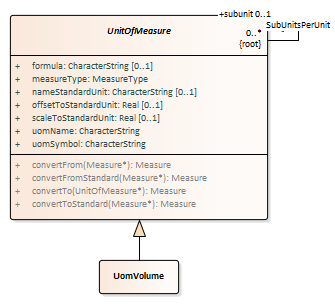 +subunit 0..1
UnitOfMeasure
SubUnitsPerUnit
0..*
{root}
+ formula: CharacterString [0..1]
+ measureType: MeasureType
+ nameStandardUnit: CharacterString [0..1]
+ offsetToStandardUnit: Real [0..1]
+ scaleToStandardUnit: Real [0..1]
+ uomName: CharacterString
+ uomSymbol: CharacterString
+ convertFrom(Measure*): Measure
+ convertFromStandard(Measure*): Measure
+ convertTo(UnitOfMeasure*): Measure
+ convertToStandard(Measure*): Measure
UomVolume